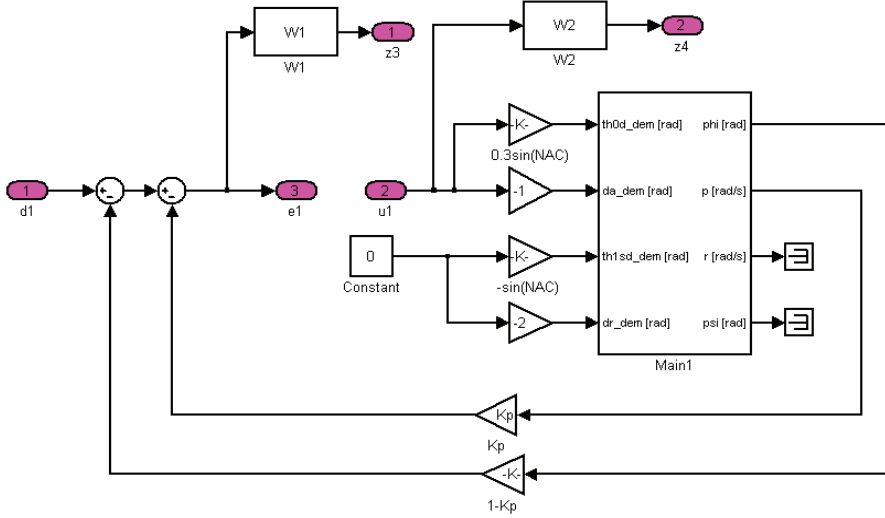 W1
W1
1
z3
W2
W2
2
z4
-K-
0.3sin(NAC)
th0d_dem [rad]
phi [rad]
1
d1
3
e1
2
u1
-1
da_dem [rad]
p [rad/s]
0
Constant
-K-
-sin(NAC)
th1sd_dem [rad]
r [rad/s]
-2
dr_dem [rad]
psi [rad]
Main1
Kp
Kp
-K-
1-Kp